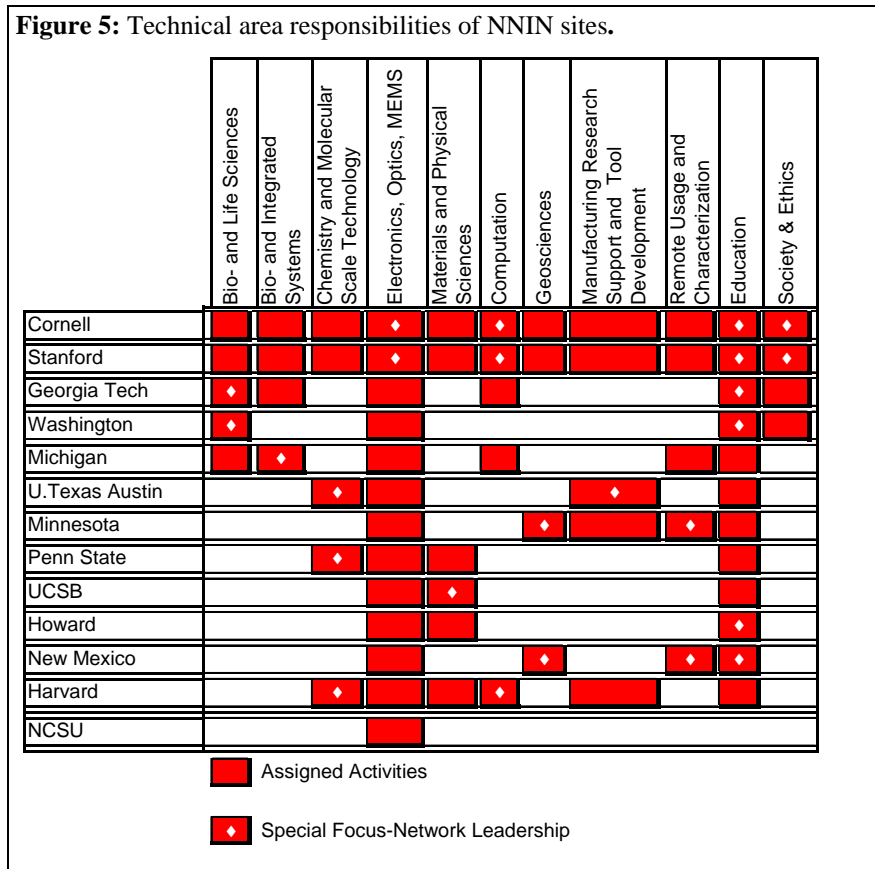 Figure 5: Technical area responsibilities of NNIN sites.
Bio- and Life Sciences
Bio- and Integrated
Systems
Chemistry and Molecular
Scale Technology
Electronics, Optics, MEMS
Materials and Physical
Sciences
Computation
Geosciences
Manufacturing Research
Support and Tool
Development
Remote Usage and
Characterization
Education
Society & Ethics
Cornell
Stanford
Georgia Tech
Washington
Michigan
U.Texas Austin
Minnesota
Penn State
UCSB
Howard
New Mexico
Harvard
NCSU
Assigned Activities
Special Focus-Network Leadership